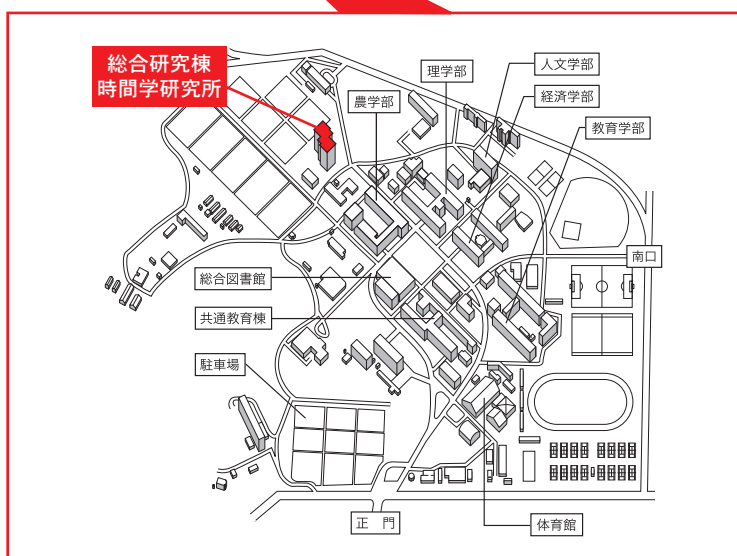 総合研究棟
時間学研究所
理学部
人文学部
農学部
経済学部
教育学部
南口
総合図書館
共通教育棟
駐車場
正　門
体育館